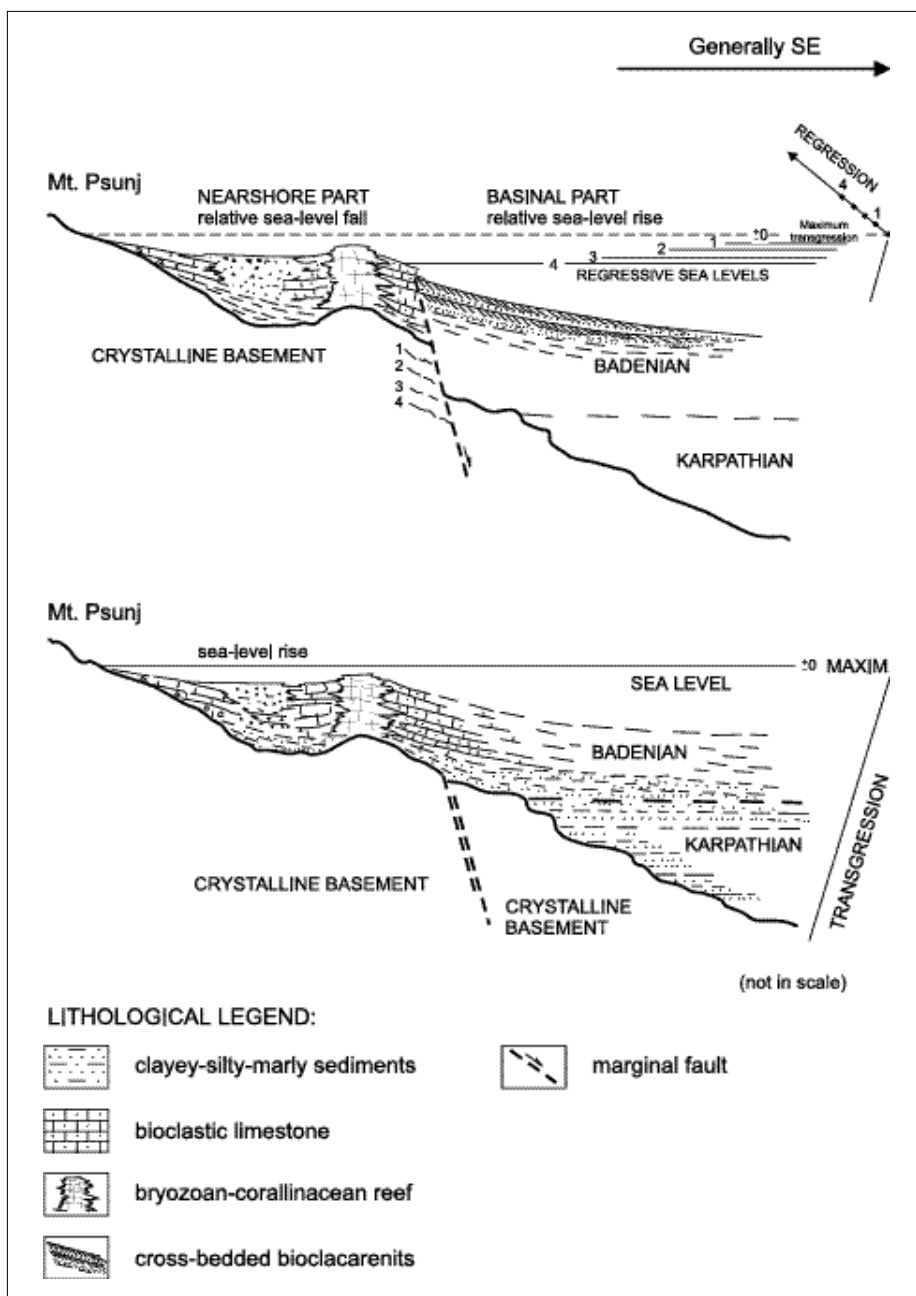 Generally SE
REGRESSION
4
1
Mt. Psunj
NEARSHORE PART
relative sea-level fall
BASINAL PART
relative sea-level rise
1
±0
Maximum
transgression
2
3
4
REGRESSIVE SEA LEVELS
CRYSTALLINE BASEMENT
1
2
3
4
BADENIAN
KARPATHIAN
Mt. Psunj
sea-level rise
±0 MAXIM
SEA LEVEL
BADENIAN
KARPATHIAN
TRANSGRESSION
CRYSTALLINE BASEMENT
CRYSTALLINE
BASEMENT
(not in scale)
LITHOLOGICAL LEGEND:
clayey-silty-marly sediments
marginal fault
bioclastic limestone
bryozoan-corallinacean reef
cross-bedded bioclacarenits